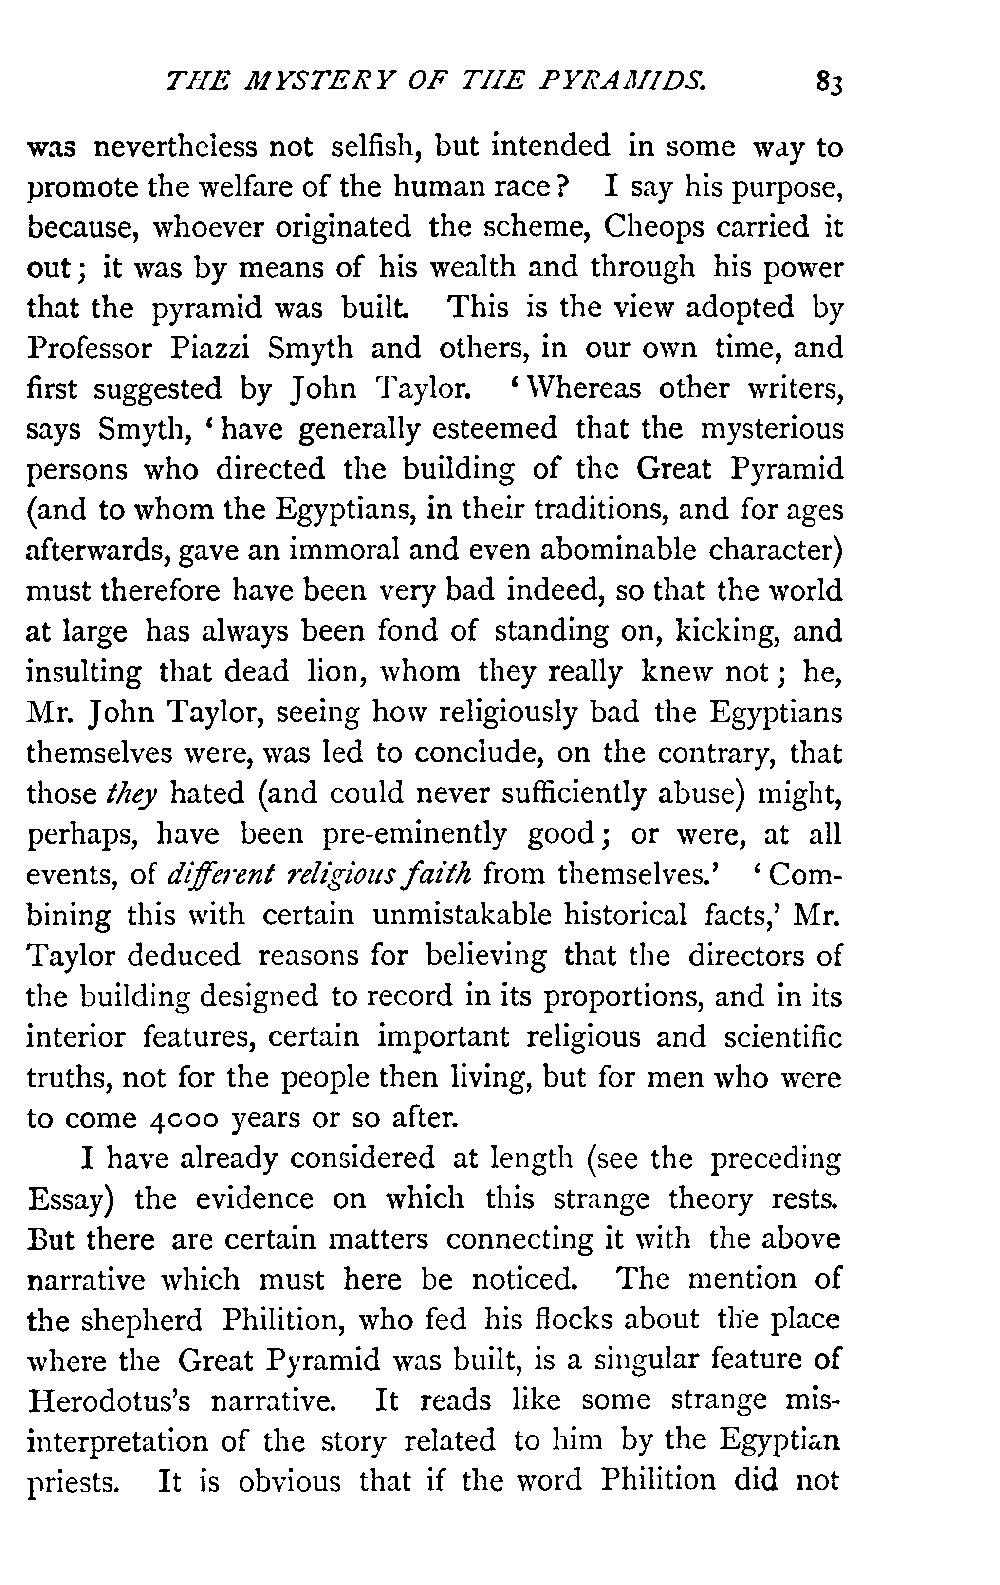 THE MYSTERY OF THE PYRAMIDS. 83
was nevertheless not selfish, but intended in some way to
promote the welfare of the human race? I say his purpose,
because, whoever originated the scheme, Cheops carried it
out; it was by means of his wealth and through his power
that the pyramid was built. This is the view adopted by
Professor Piazzi Smyth and others, in our own time, and
first suggested by John Taylor. ‘Whereas other writers,
says Smyth, ‘have generally esteemed that the mysterious
persons who directed the building of the Great Pyramid
(and to whom the Egyptians, in their traditions, and for ages
afterwards, gave an immoral and even abominable character)
must therefore have been very bad indeed, so that the world
at large has always been fond of standing on, kicking, and
insulting that dead lion, whom they really knew not; he,
Mr. John Taylor, seeing how religiously bad the Egyptians
themselves were, was led to conclude, on the contrary, that
those they hated (and could never sufficiently abuse) might,
perhaps, have been pre-eminently good; or were, at all
events, of different religious faith from themselves.’ ‘Com-
bining this with certain unmistakable historical facts,’ Mr.
Taylor deduced reasons for believing that the directors of
the building designed to record in its proportions, and in its
interior features, certain important religious and scientific
truths, not for the people then living, but for men who were
to come 4000 years or so after.
I have already considered at length (see the preceding
Essay) the evidence on which this strange theory rests.
But there are certain matters connecting it with the above
narrative which must here be noticed. The mention of
the shepherd Philition, who fed his flocks about the place
where the Great Pyramid was built, is a singular feature of
Herodotus's narrative. It reads like some strange mis-
interpretation of the story related to him by the Egyptian
priests. It is obvious that if the word Philition did not